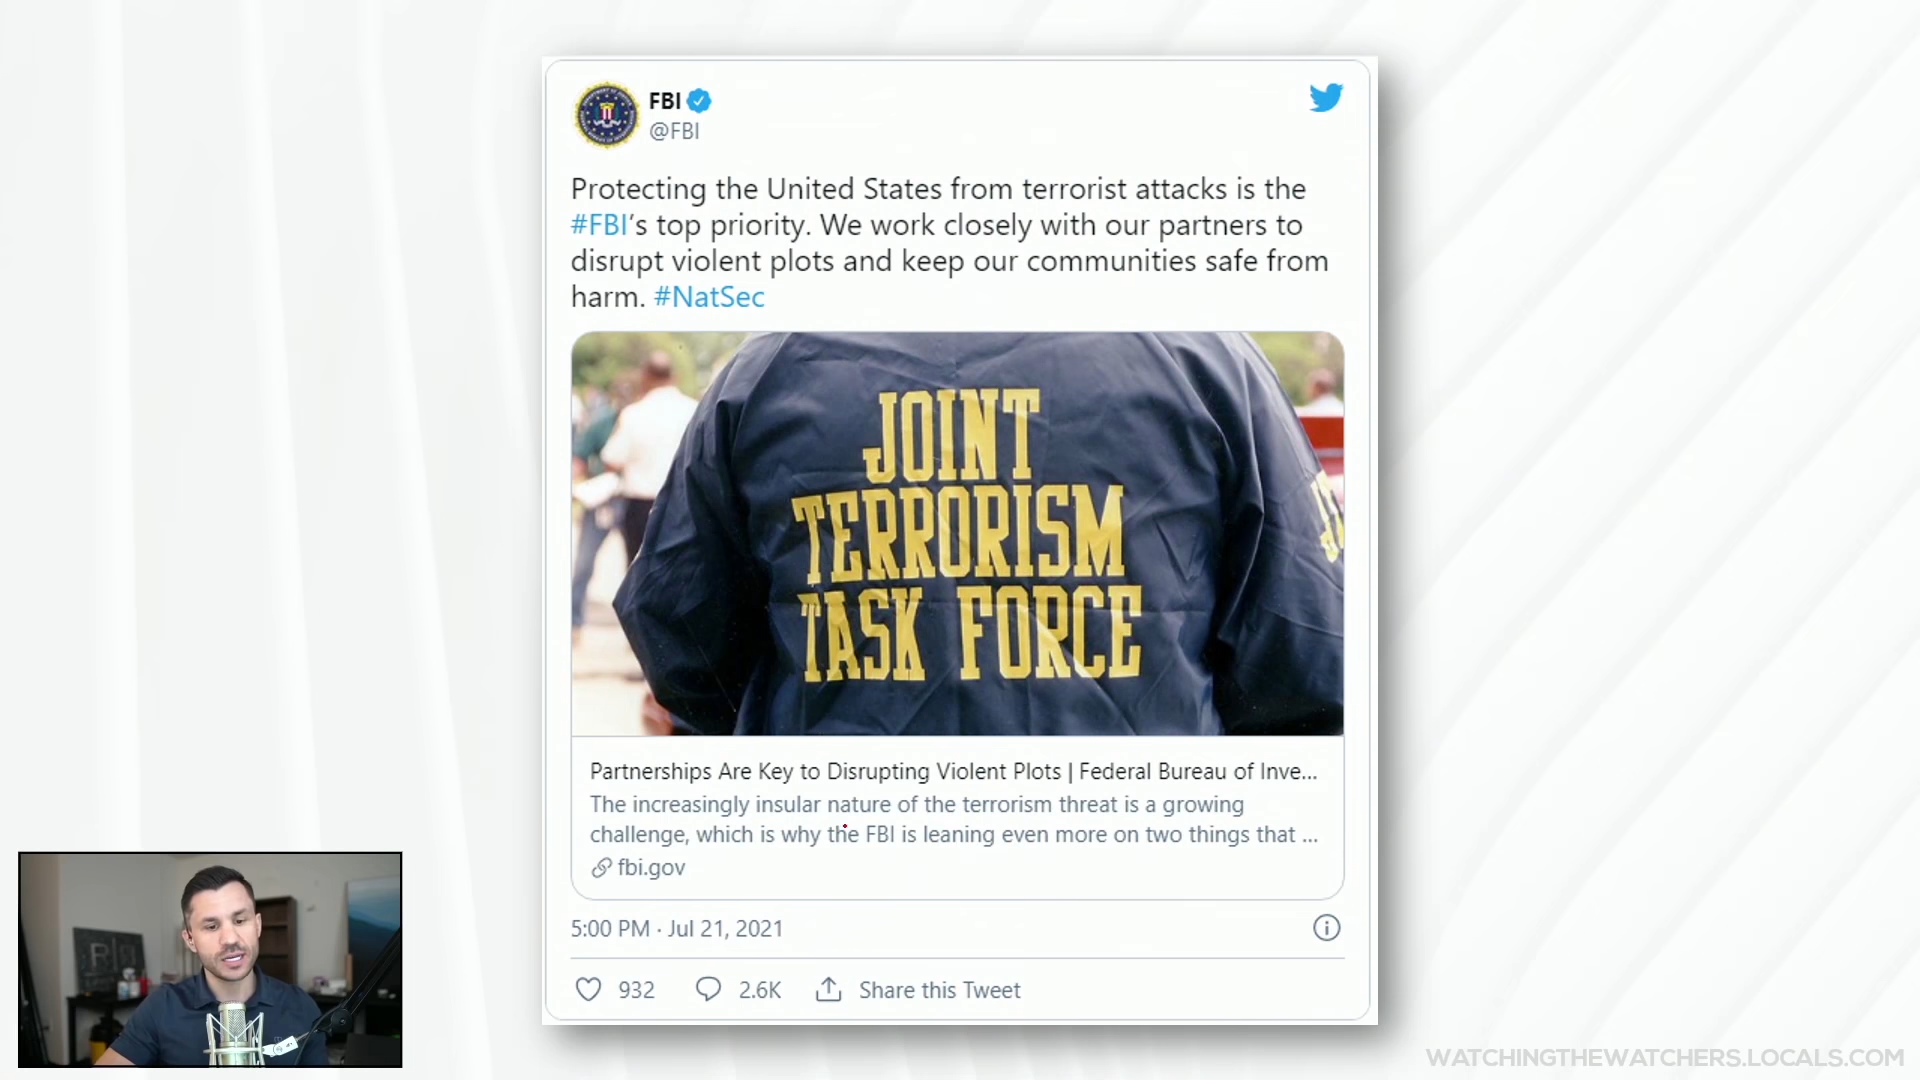 FBI
@FBI
Protecting the United States from terrorist attacks is the
#FBI's top priority. We work closely with our partners to
disrupt violent plots and keep our communities safe from
harm. #NatSec
JOINT
TERRORISM
TASK FORCE
Partnerships Are Key to Disrupting Violent Plots | Federal Bureau of Inve...
The increasingly insular nature of the terrorism threat is a growing
challenge, which is why the FBI is leaning even more on two things that ...
fbi.gov
5:00 PM · Jul 21, 2021
932 2.6K Share this Tweet
WATCHINGTHEWATCHERS.LOCALS.COM